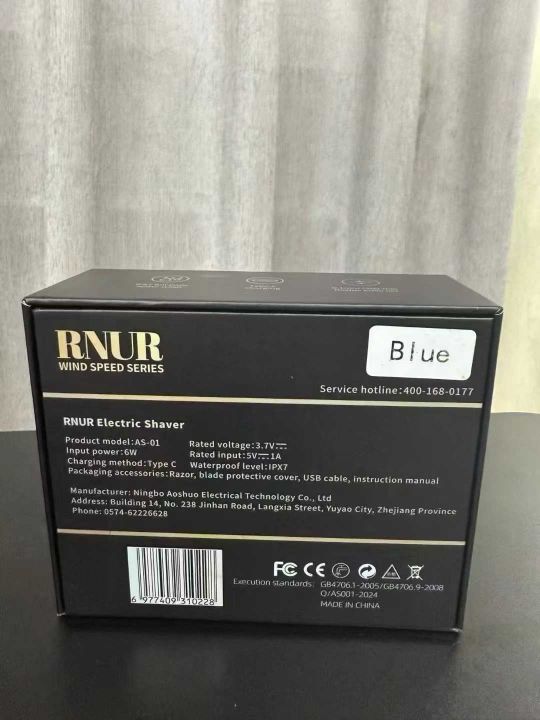 RNUR
WIND SPEED SERIES
Blue
Service hotline:400-168-0177
RNUR Electric Shaver
Product model:AS-01 Rated voltage:3.7V⎓
Input power:6W Rated input:5V⎓1A
Charging method:Type C Waterproof level:IPX7
Packaging accessories:Razor, blade protective cover, USB cable, instruction manual
Manufacturer: Ningbo Aoshuo Electrical Technology Co., Ltd
Address: Building 14, No. 238 Jinhan Road, Langxia Street, Yuyao City, Zhejiang Province
Phone: 0574-62226628
6 977409 310228
FC CE
Execution standards: GB4706.1-2005/GB4706.9-2008
Q/AS001-2024
MADE IN CHINA